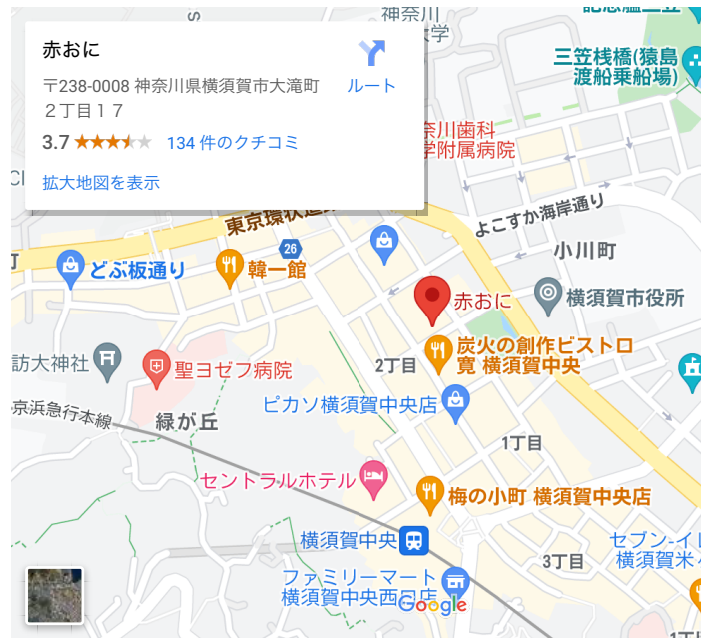 赤おに
〒238-0008 神奈川県横須賀市大滝町
２丁目１７
3.7
134 件のクチコミ
拡大地図を表示
ルート
神奈川
三笠桟橋(猿島
渡船乗船場)
奈川歯科
学附属病院
東京環状道
よこすか海岸通り
26
小川町
どぶ板通り
韓一館
赤おに
横須賀市役所
炭火の創作ビストロ
寛 横須賀中央
訪大神社
聖ヨゼフ病院
2丁目
ピカソ横須賀中央店
京浜急行本線
緑が丘
1丁目
セントラルホテル
梅の小町 横須賀中央店
横須賀中央
セブン-イレ
横須賀米
3丁目
ファミリーマート
横須賀中央西口店
Google
1丁目